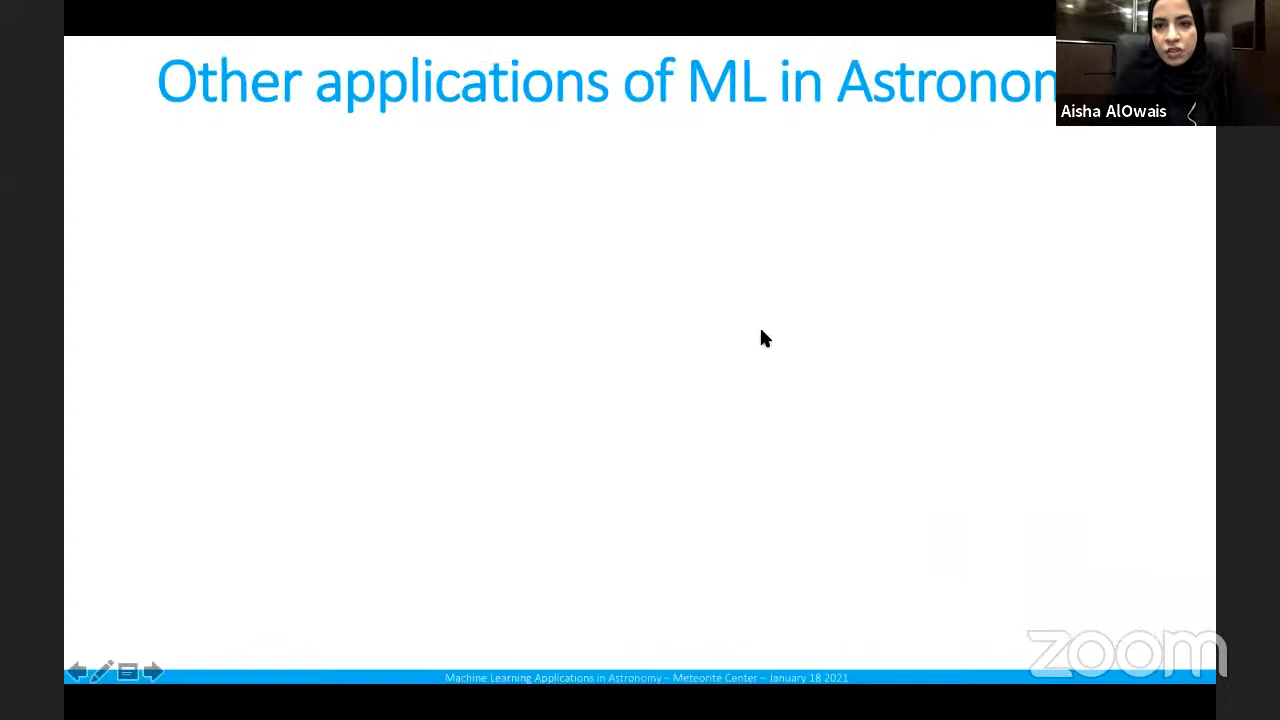 Other applications of ML in Astronom
Aisha AlOwais
zoom
Machine Learning Applications in Astronomy – Meteorite Center – January 18 2021